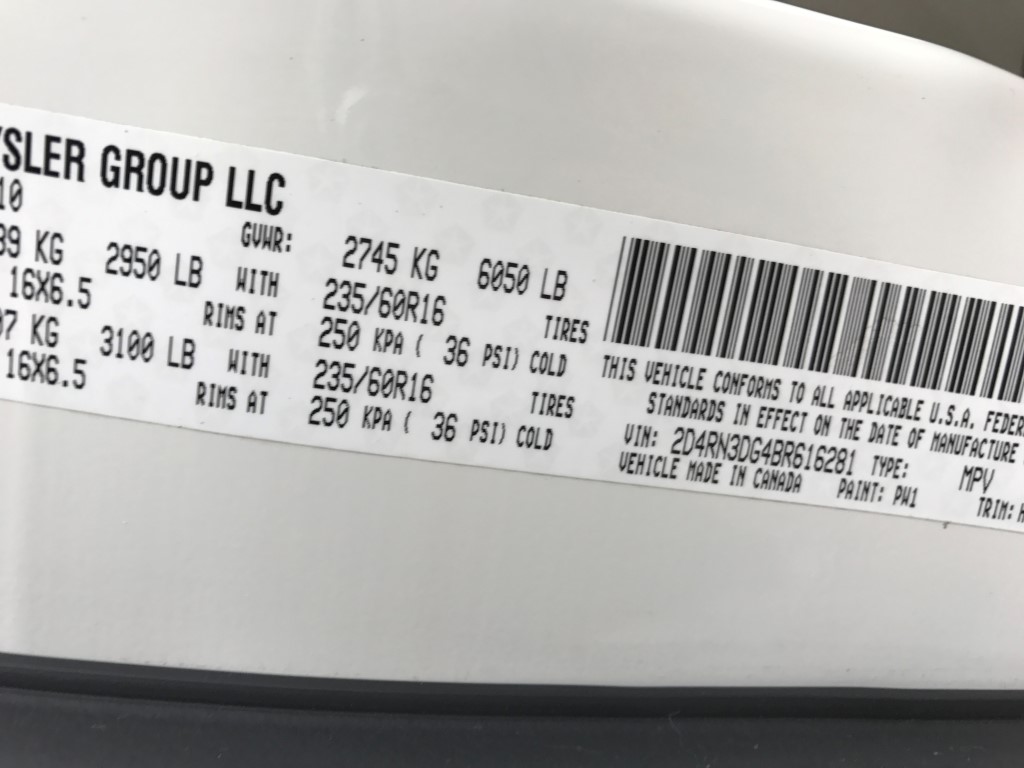 YSLER GROUP LLC
10 GVWR: 2745 KG 6050 LB
89 KG 2950 LB WITH 235/60R16 TIRES
16X6.5 RIMS AT 250 KPA ( 36 PSI) COLD
07 KG 3100 LB WITH 235/60R16 TIRES
16X6.5 RIMS AT 250 KPA ( 36 PSI) COLD
THIS VEHICLE CONFORMS TO ALL APPLICABLE U.S.A. FEDER
STANDARDS IN EFFECT ON THE DATE OF MANUFACTURE
VIN: 2D4RN3DG4BR616281 TYPE: MPV
VEHICLE MADE IN CANADA PAINT: PW1 TRIM: